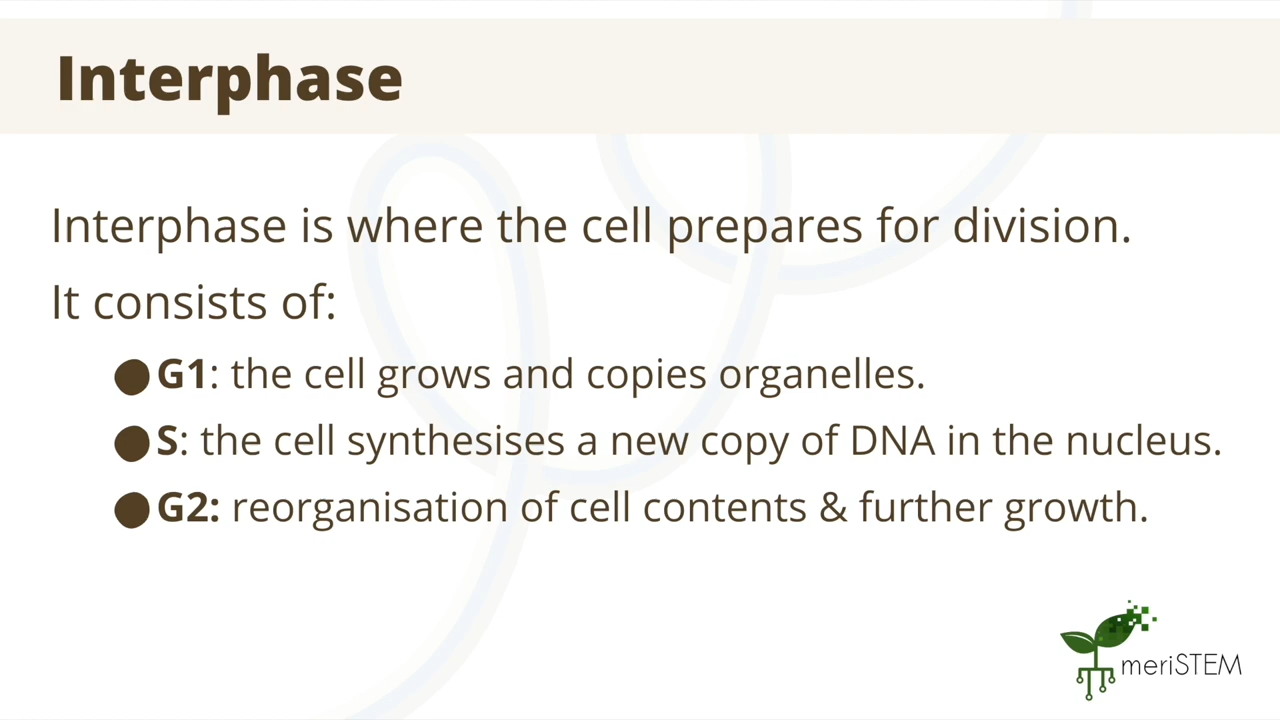 Interphase
Interphase is where the cell prepares for division.
It consists of:
● G1: the cell grows and copies organelles.
● S: the cell synthesises a new copy of DNA in the nucleus.
● G2: reorganisation of cell contents & further growth.
meriSTEM